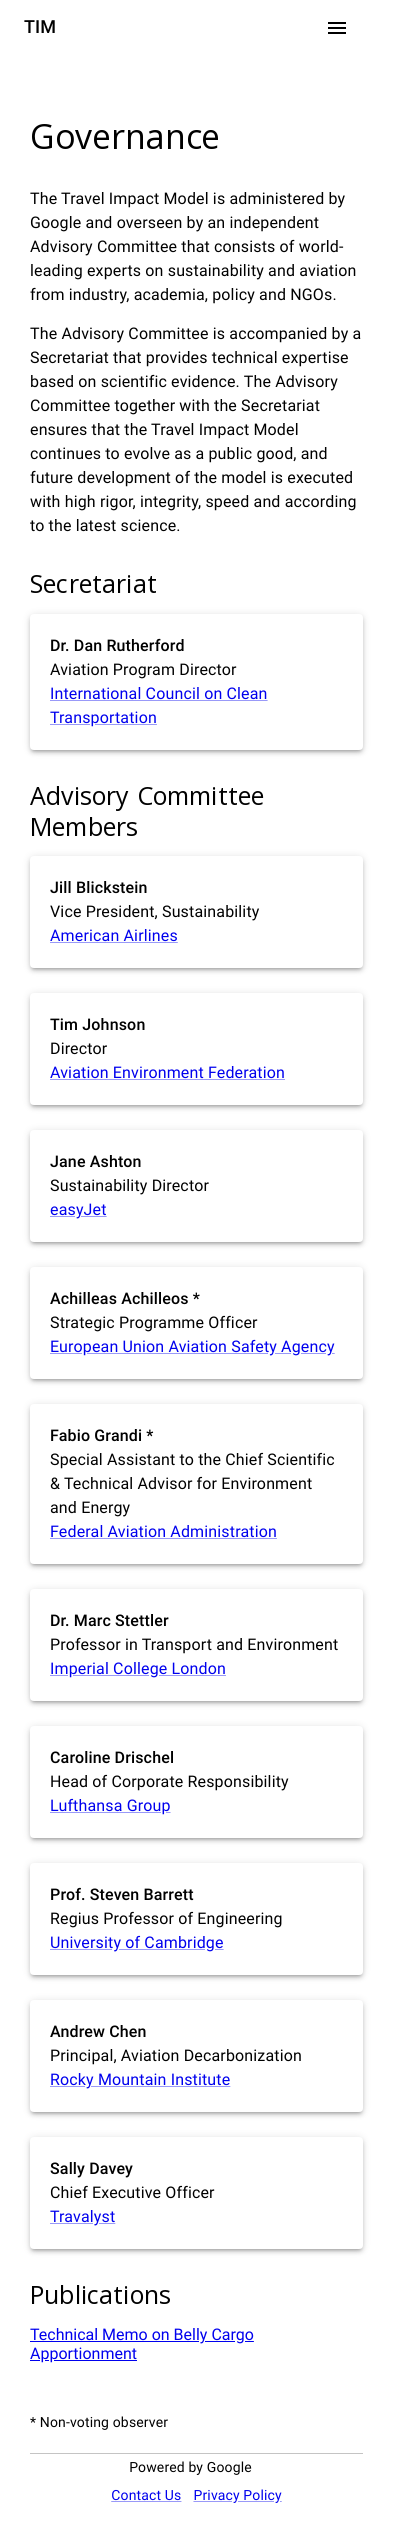 TIM
Governance
The Travel Impact Model is administered by
Google and overseen by an independent
Advisory Committee that consists of world-
leading experts on sustainability and aviation
from industry, academia, policy and NGOs.
The Advisory Committee is accompanied by a
Secretariat that provides technical expertise
based on scientific evidence. The Advisory
Committee together with the Secretariat
ensures that the Travel Impact Model
continues to evolve as a public good, and
future development of the model is executed
with high rigor, integrity, speed and according
to the latest science.
Secretariat
Dr. Dan Rutherford
Aviation Program Director
International Council on Clean
Transportation
Advisory Committee
Members
Jill Blickstein
Vice President, Sustainability
American Airlines
Tim Johnson
Director
Aviation Environment Federation
Jane Ashton
Sustainability Director
easyJet
Achilleas Achilleos *
Strategic Programme Officer
European Union Aviation Safety Agency
Fabio Grandi *
Special Assistant to the Chief Scientific
& Technical Advisor for Environment
and Energy
Federal Aviation Administration
Dr. Marc Stettler
Professor in Transport and Environment
Imperial College London
Caroline Drischel
Head of Corporate Responsibility
Lufthansa Group
Prof. Steven Barrett
Regius Professor of Engineering
University of Cambridge
Andrew Chen
Principal, Aviation Decarbonization
Rocky Mountain Institute
Sally Davey
Chief Executive Officer
Travalyst
Publications
Technical Memo on Belly Cargo
Apportionment
* Non-voting observer
Powered by Google
Contact Us Privacy Policy